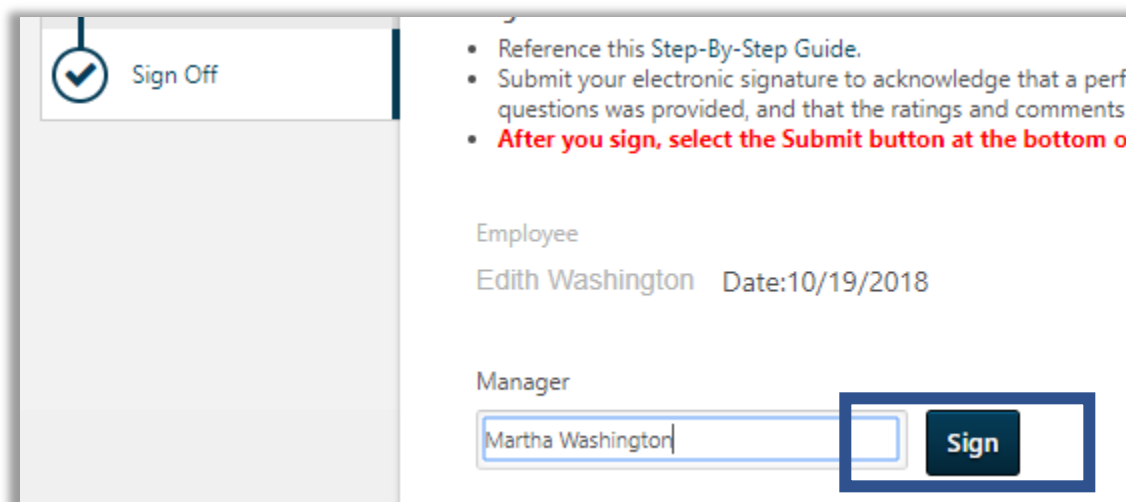 Sign Off
Reference this Step-By-Step Guide.
Submit your electronic signature to acknowledge that a
questions was provided, and that the ratings and comments
After you sign, select the Submit button at the bottom
Employee
Edith Washington Date:10/19/2018
Manager
Martha Washington Sign